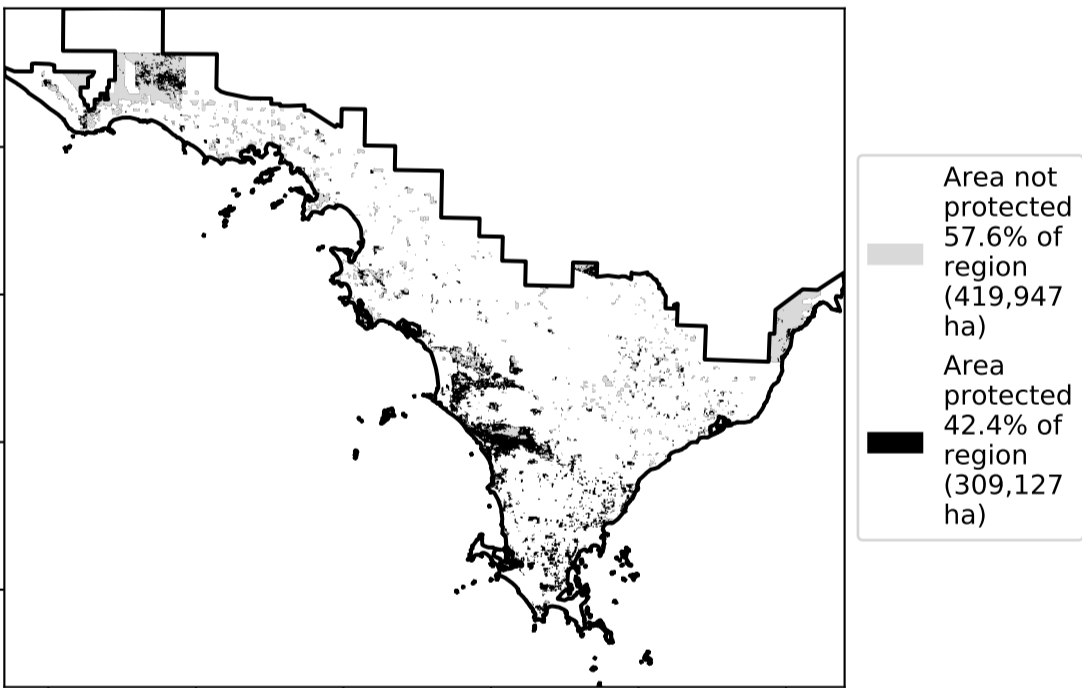 Area not
protected
57.6% of
region
(419,947
ha)
Area
protected
42.4% of
region
(309,127
ha)